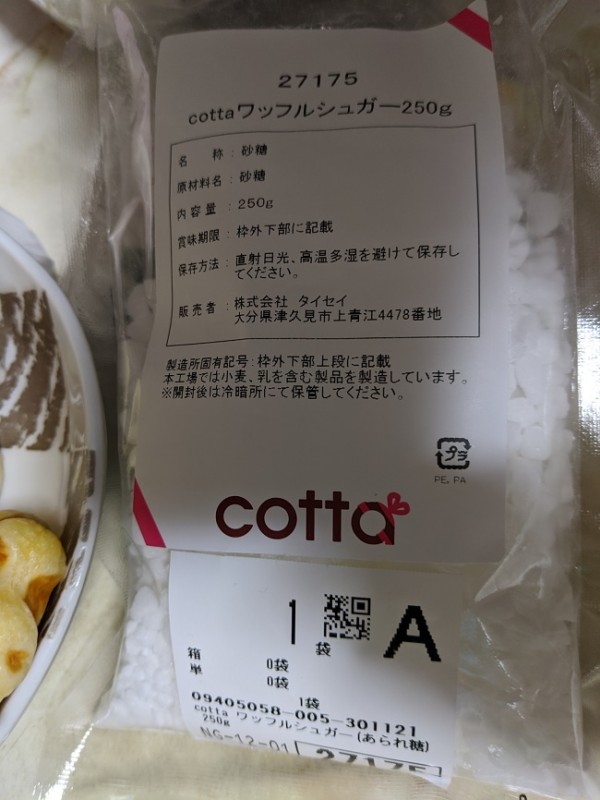 27175
cottaワッフルシュガー250g
名　称 : 砂糖
原材料名 : 砂糖
内容量 : 250g
賞味期限 : 枠外下部に記載
保存方法 : 直射日光、高温多湿を避けて保存し
てください。
販売者 : 株式会社 タイセイ
大分県津久見市上青江4478番地
製造所固有記号:枠外下部上段に記載
本工場では小麦、乳を含む製品を製造しています。
※開封後は冷暗所にて保管してください。
プラ
PE, PA
cotta
1 袋 A
箱 0袋
単 0袋
1袋
09405058-005-301121
cotta ワッフルシュガー(あられ糖)
250g
NG-12-01 27175